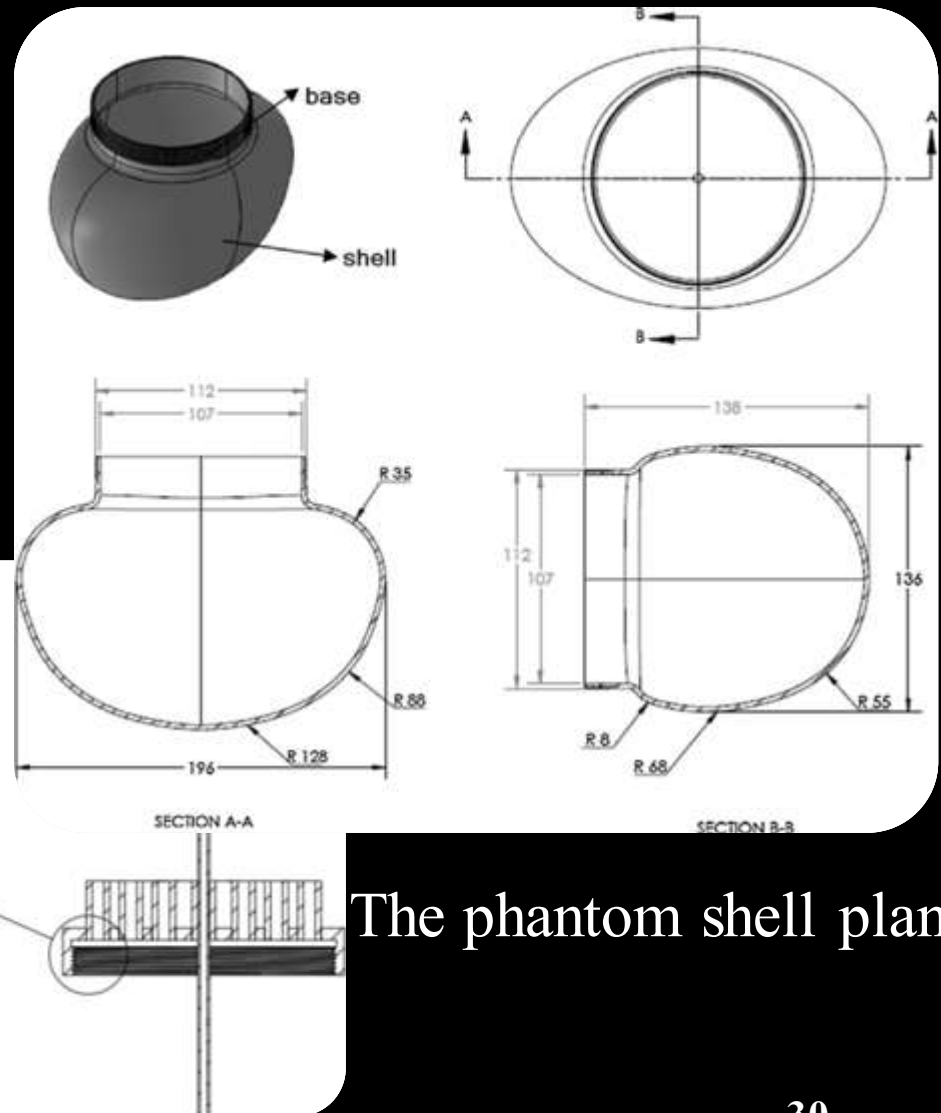 base
shell
B
A
A
B
112
107
R 35
R 88
R 128
196
SECTION A-A
138
112
107
136
R 55
R 8
R 68
SECTION B-B
The phantom shell plan
30